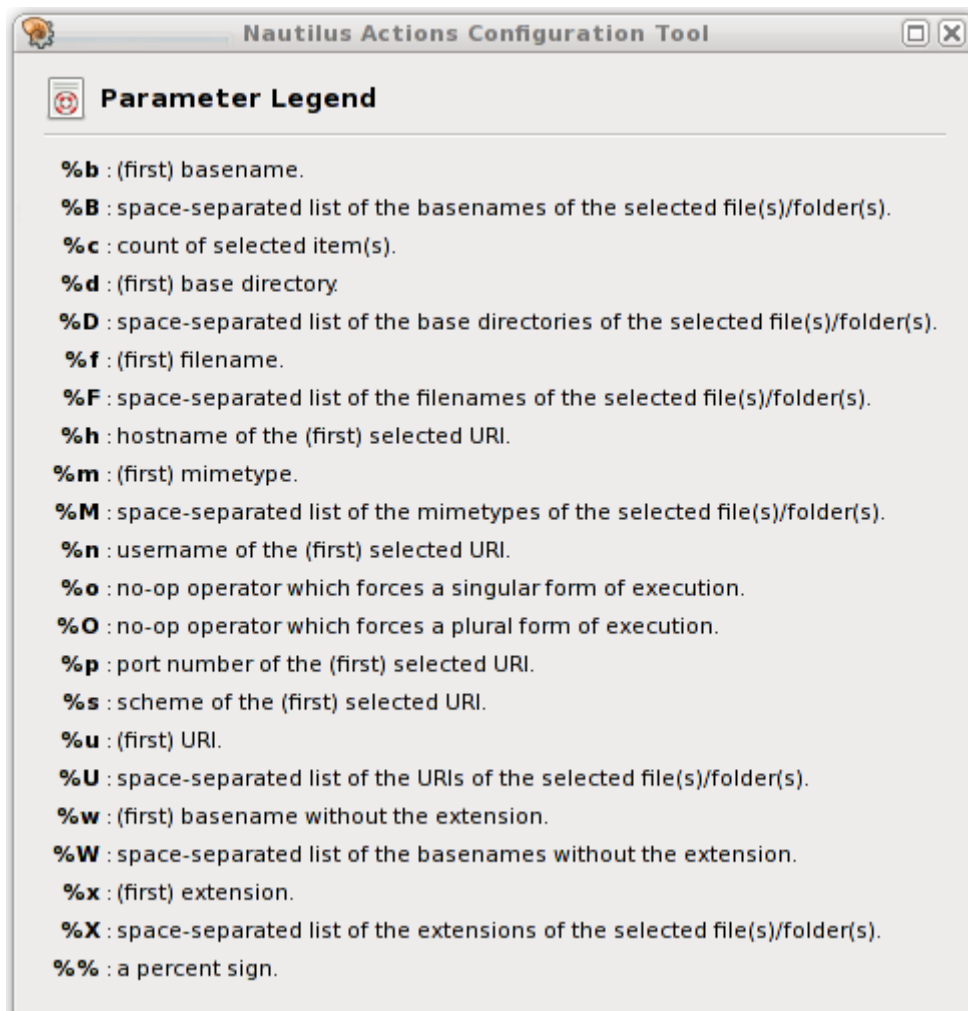 Nautilus Actions Configuration Tool
Parameter Legend
%b : (first) basename.
%B : space-separated list of the basenames of the selected file(s)/folder(s).
%c : count of selected item(s).
%d : (first) base directory.
%D : space-separated list of the base directories of the selected file(s)/folder(s).
%f : (first) filename.
%F : space-separated list of the filenames of the selected file(s)/folder(s).
%h : hostname of the (first) selected URI.
%m : (first) mimetype.
%M : space-separated list of the mimetypes of the selected file(s)/folder(s).
%n : username of the (first) selected URI.
%o : no-op operator which forces a singular form of execution.
%O : no-op operator which forces a plural form of execution.
%p : port number of the (first) selected URI.
%s : scheme of the (first) selected URI.
%u : (first) URI.
%U : space-separated list of the URIs of the selected file(s)/folder(s).
%w : (first) basename without the extension.
%W : space-separated list of the basenames without the extension.
%x : (first) extension.
%X : space-separated list of the extensions of the selected file(s)/folder(s).
%% : a percent sign.